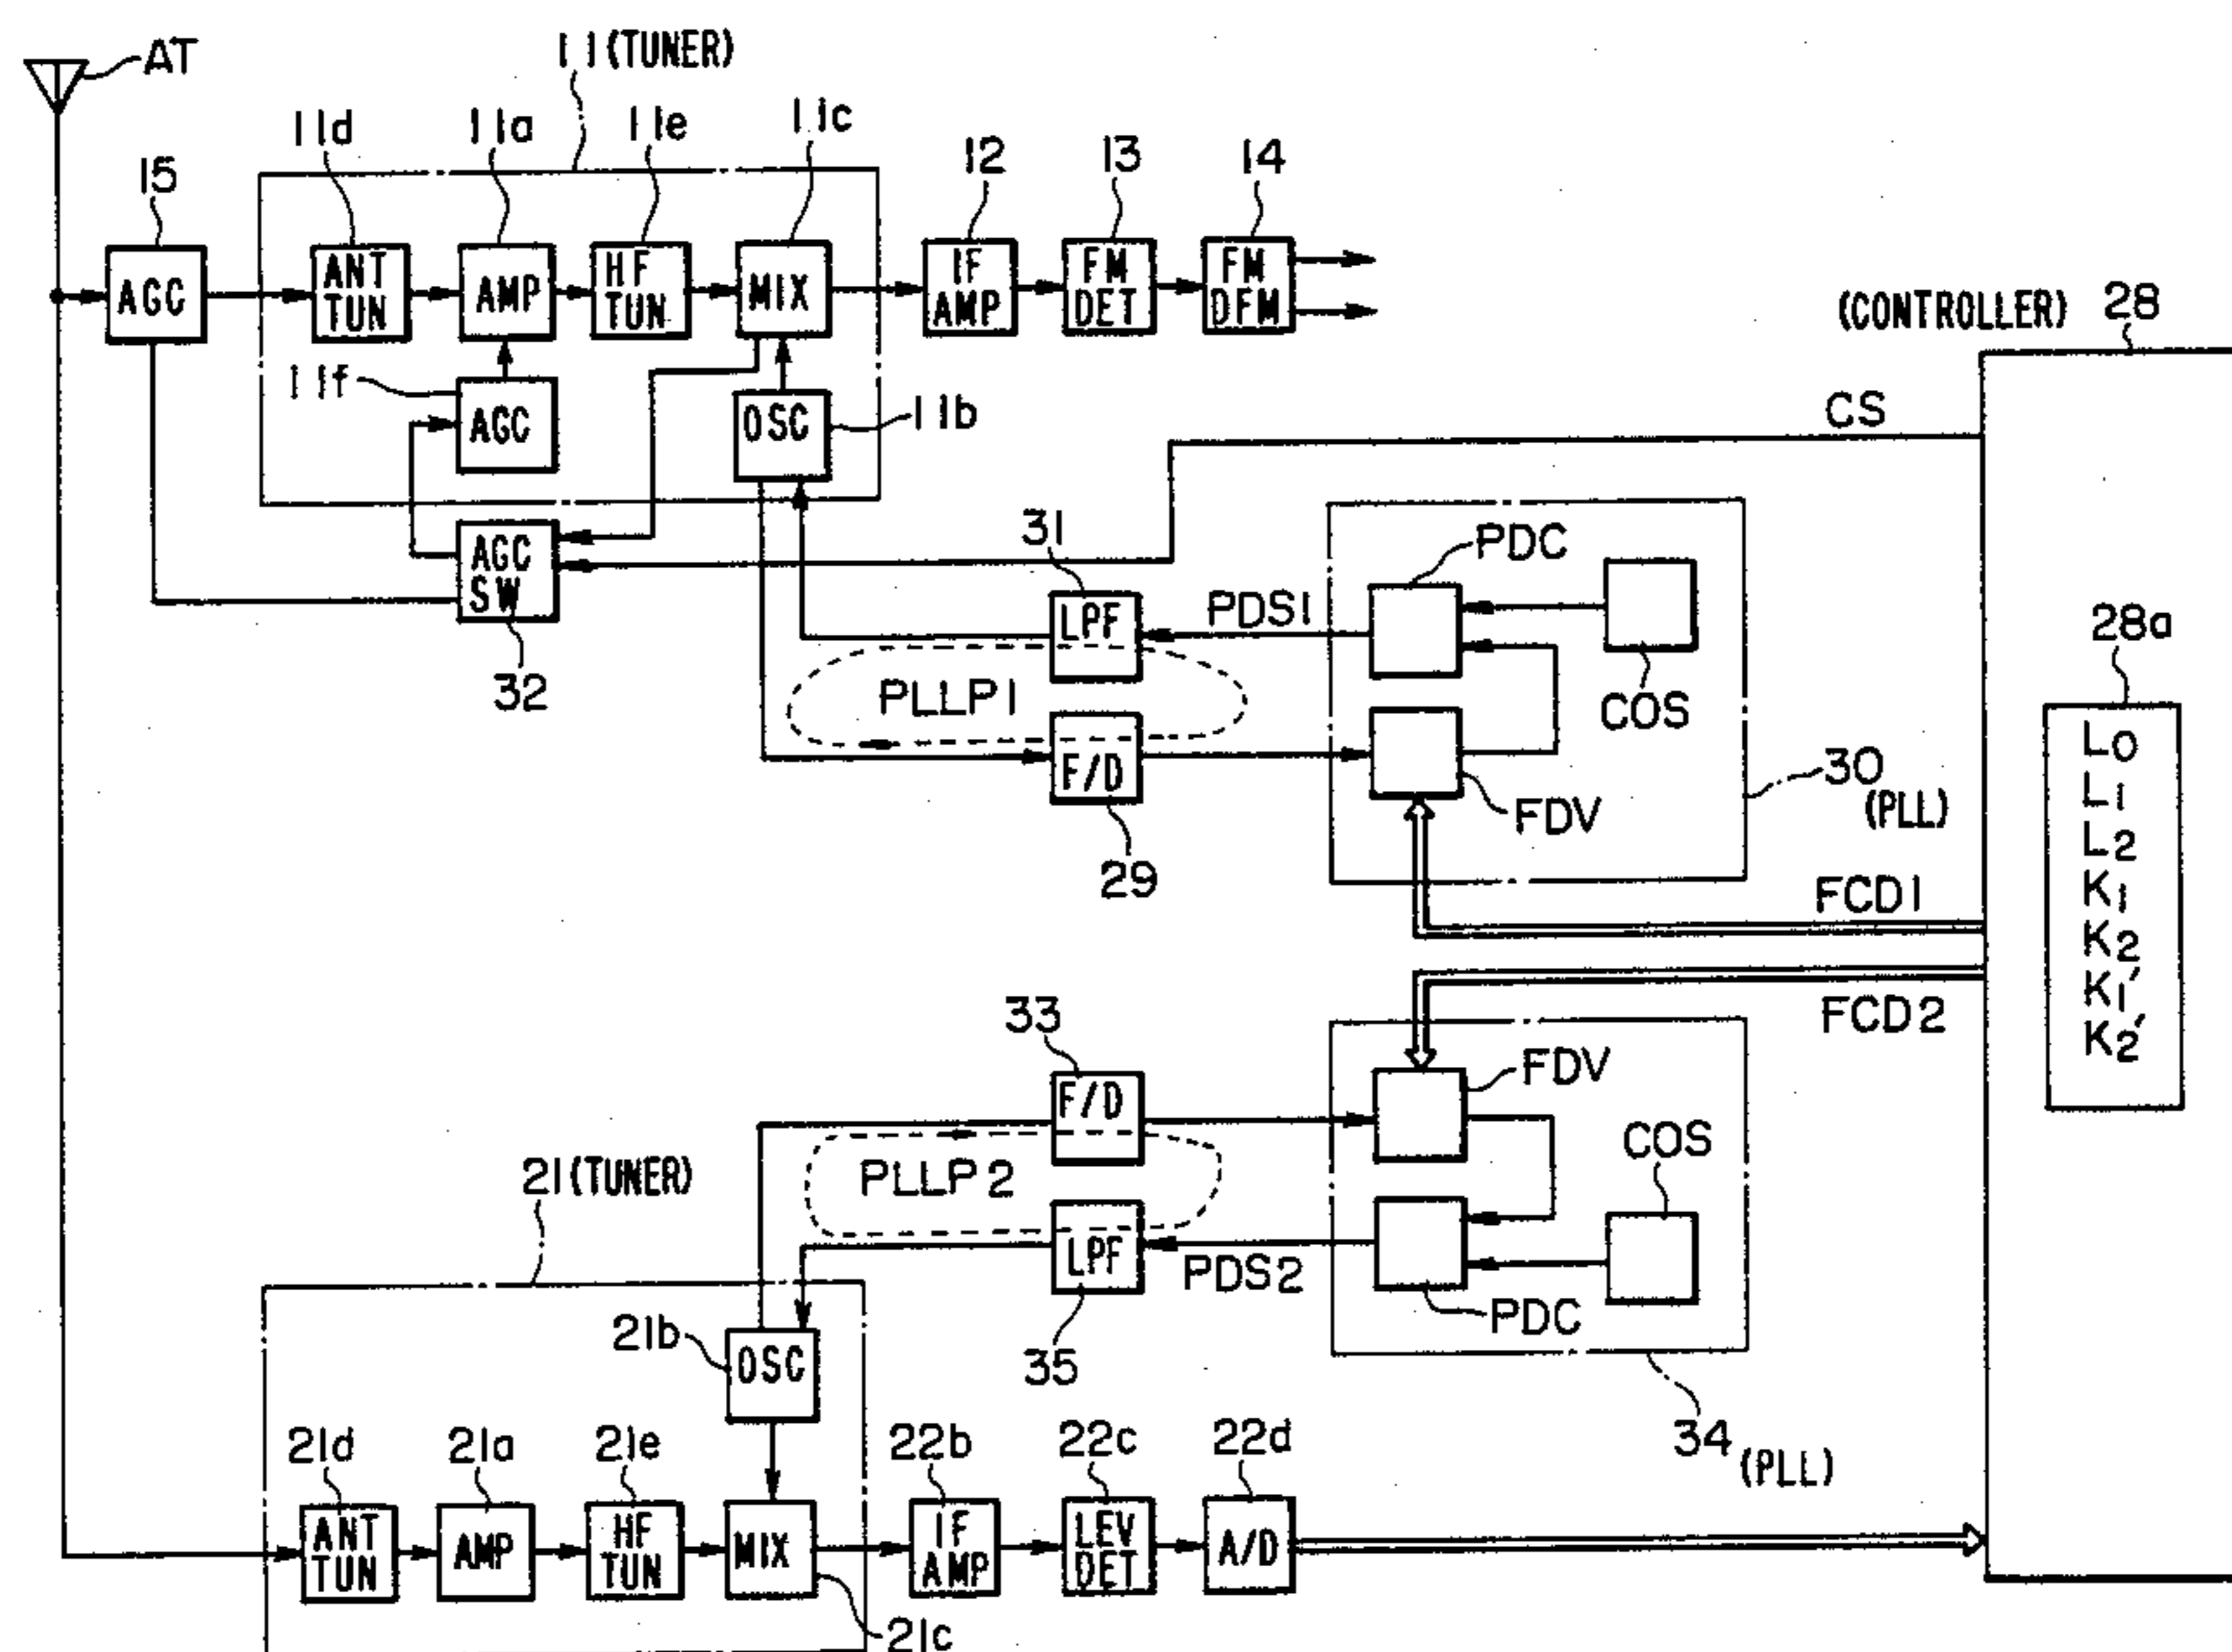 AT
11(TUNER)
11d
11a
11e
11c
12
13
14
15
AGC
ANT
TUN
AMP
HF
TUN
MIX
IF
AMP
FM
DET
FM
DFM
(CONTROLLER) 28
11f
AGC
OSC
11b
CS
AGC
SW
32
31
LPF
PDS1
PDC
COS
PLLP1
F/D
29
FDV
30
(PLL)
28a
L0
L1
L2
K1
K2
K1'
K2'
FCD1
FCD2
33
F/D
FDV
COS
PLLP2
LPF
35
PDS2
PDC
34
(PLL)
21(TUNER)
21b
OSC
21d
21a
21e
22b
22c
22d
ANT
TUN
AMP
HF
TUN
MIX
IF
AMP
LEV
DET
A/D
21c